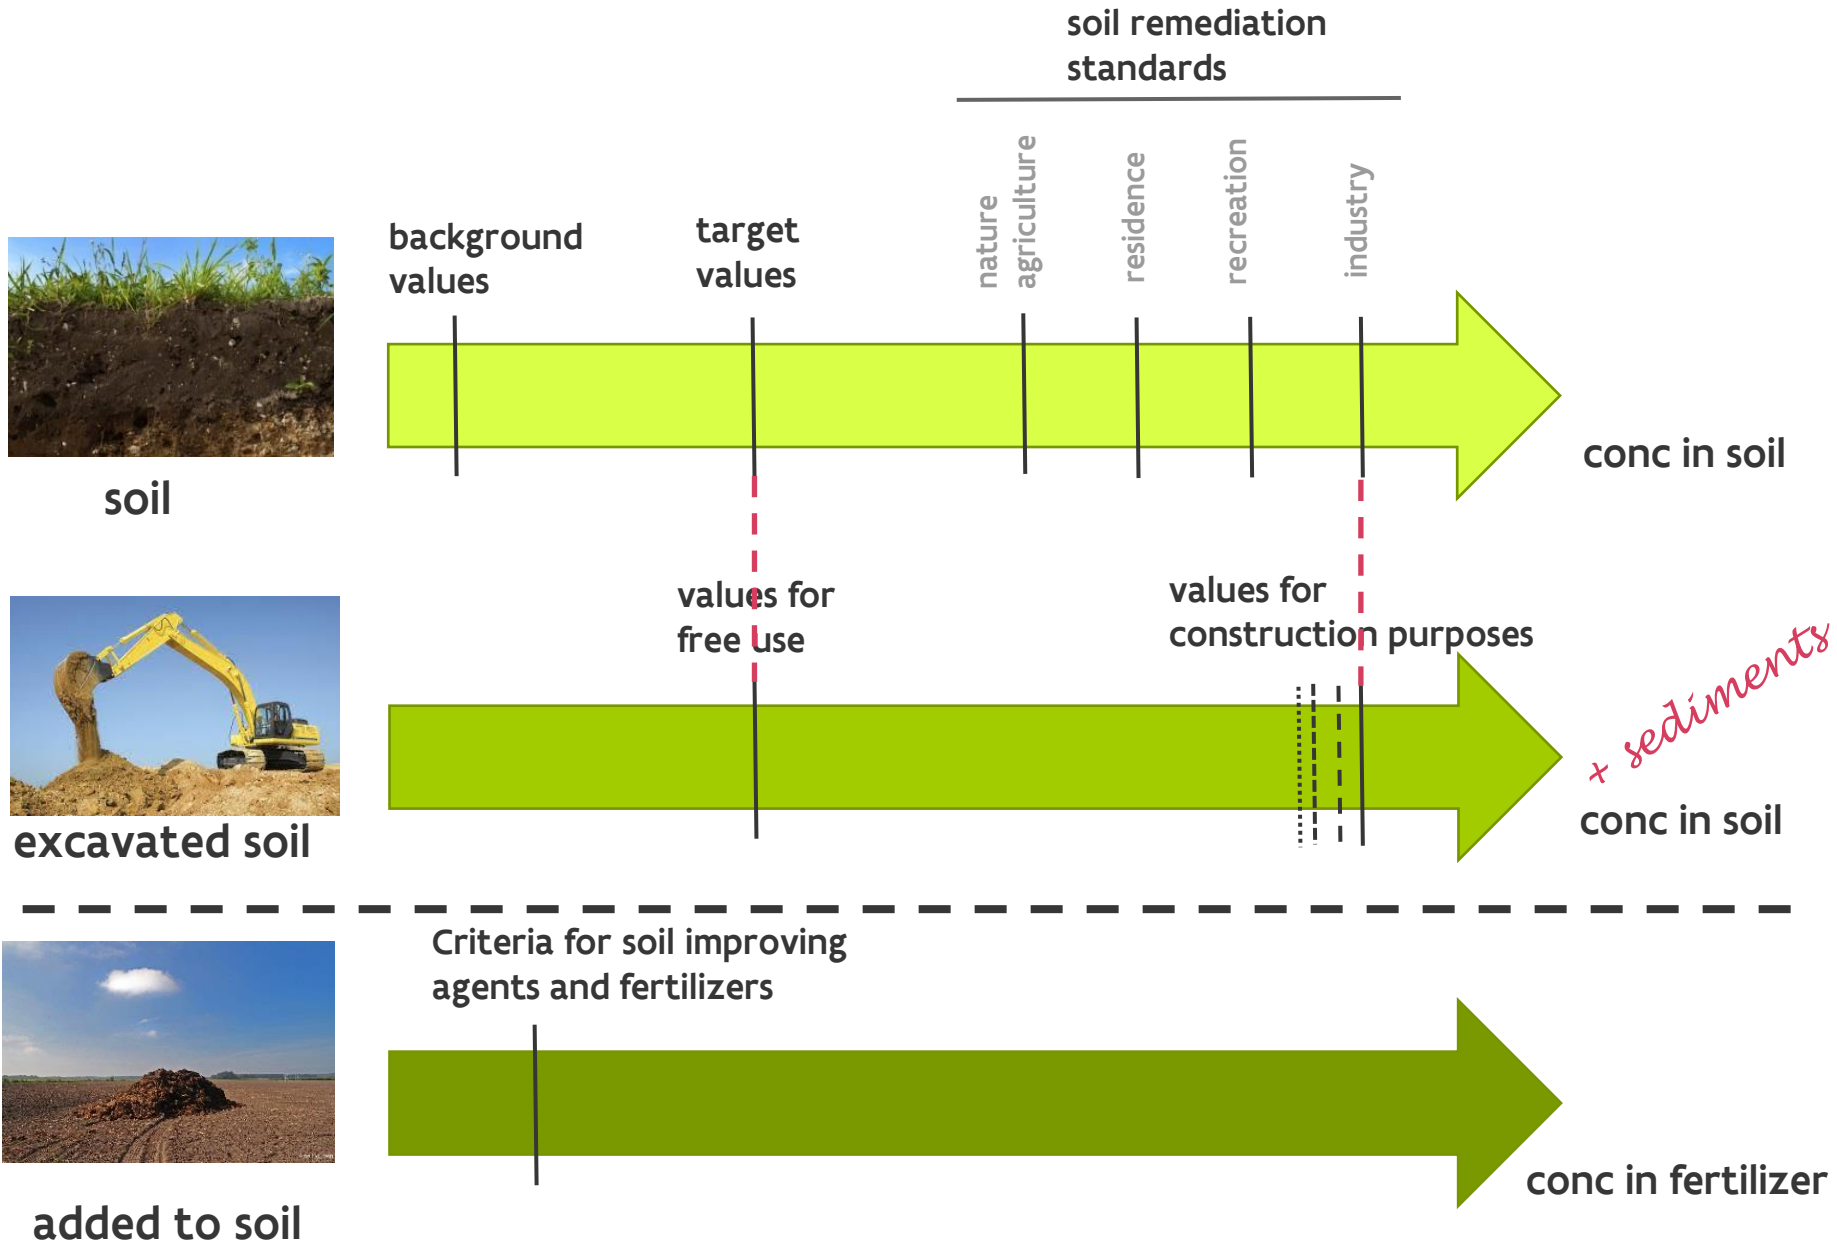 soil remediation
standards
nature
agriculture
residence
recreation
industry
background
values
target
values
conc in soil
soil
values for
free use
values for
construction purposes
+ sediments
conc in soil
excavated soil
Criteria for soil improving
agents and fertilizers
conc in fertilizer
added to soil